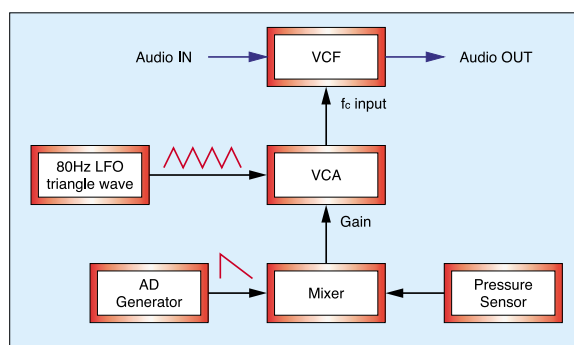 Audio IN
VCF
Audio OUT
fc input
80Hz LFO
triangle wave
VCA
Gain
AD
Generator
Mixer
Pressure
Sensor